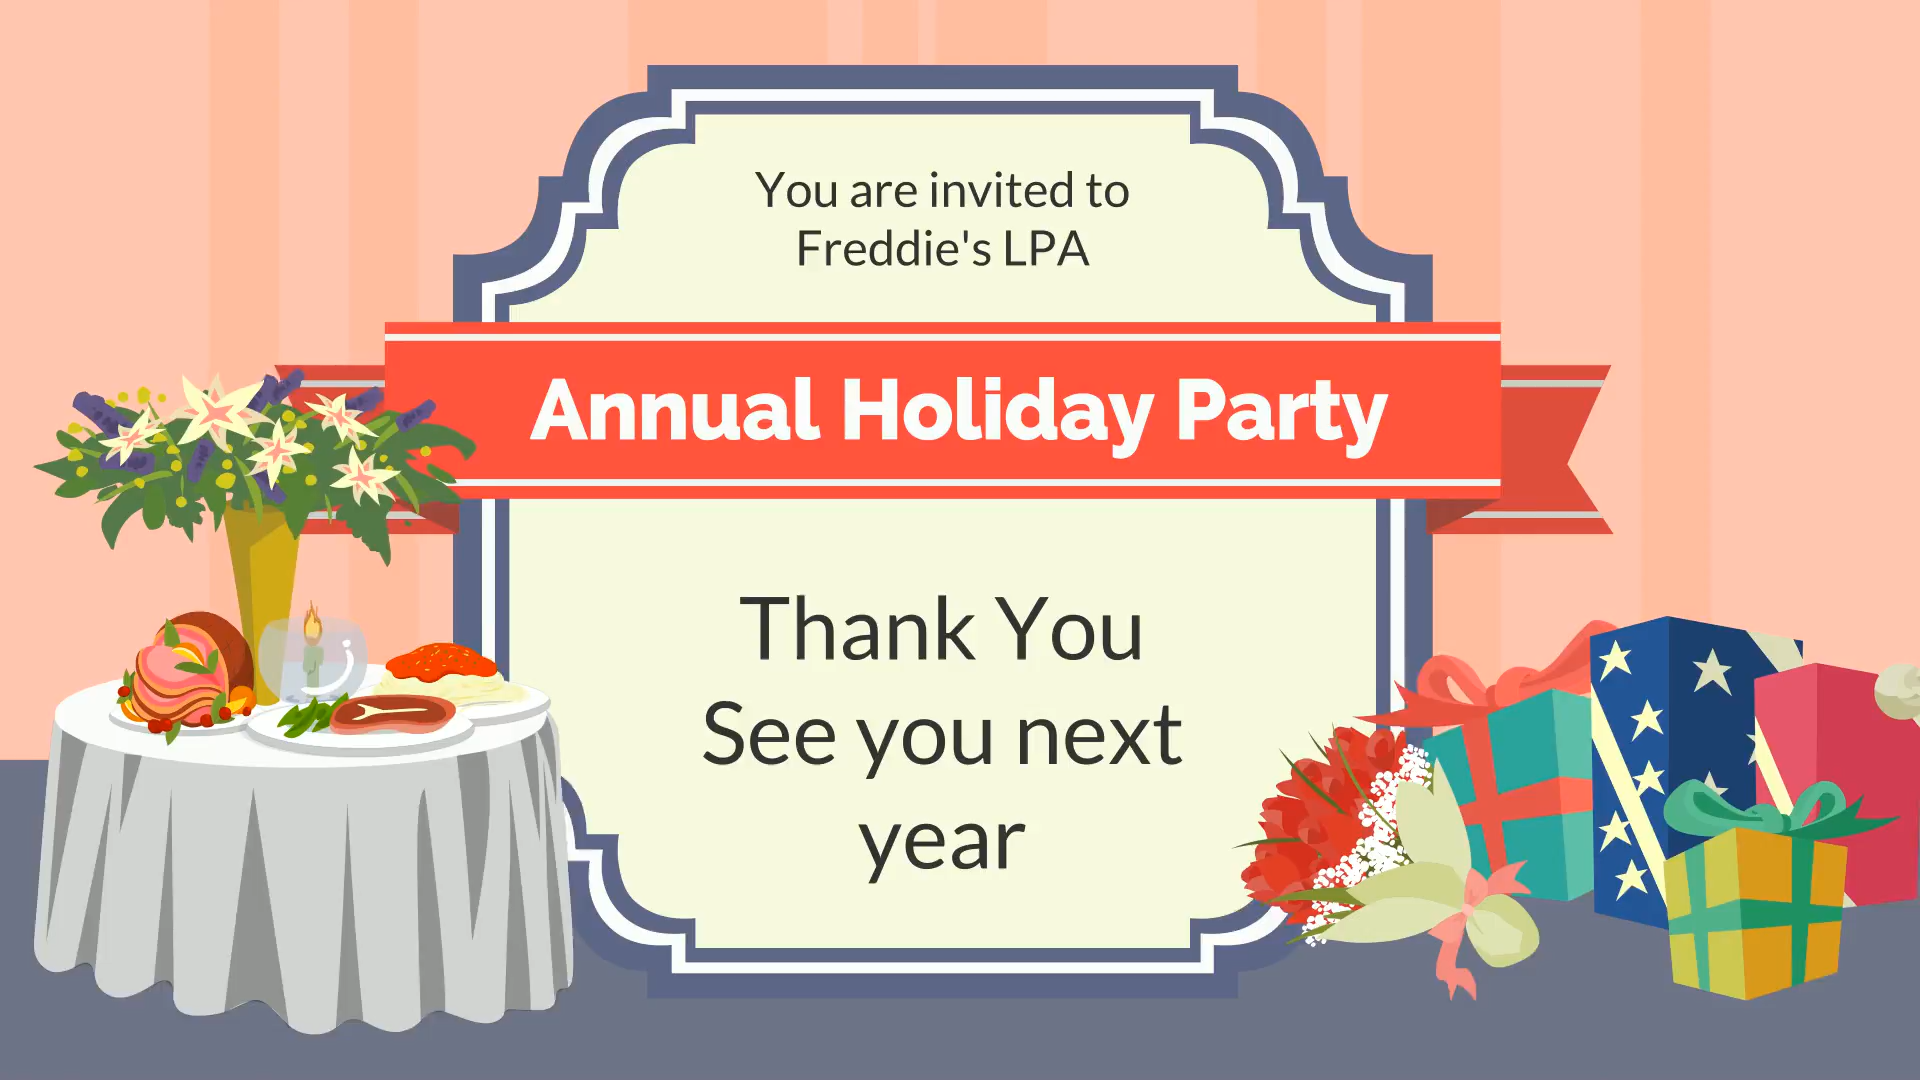 You are invited to
Freddie's LPA
Annual Holiday Party
Thank You
See you next
year